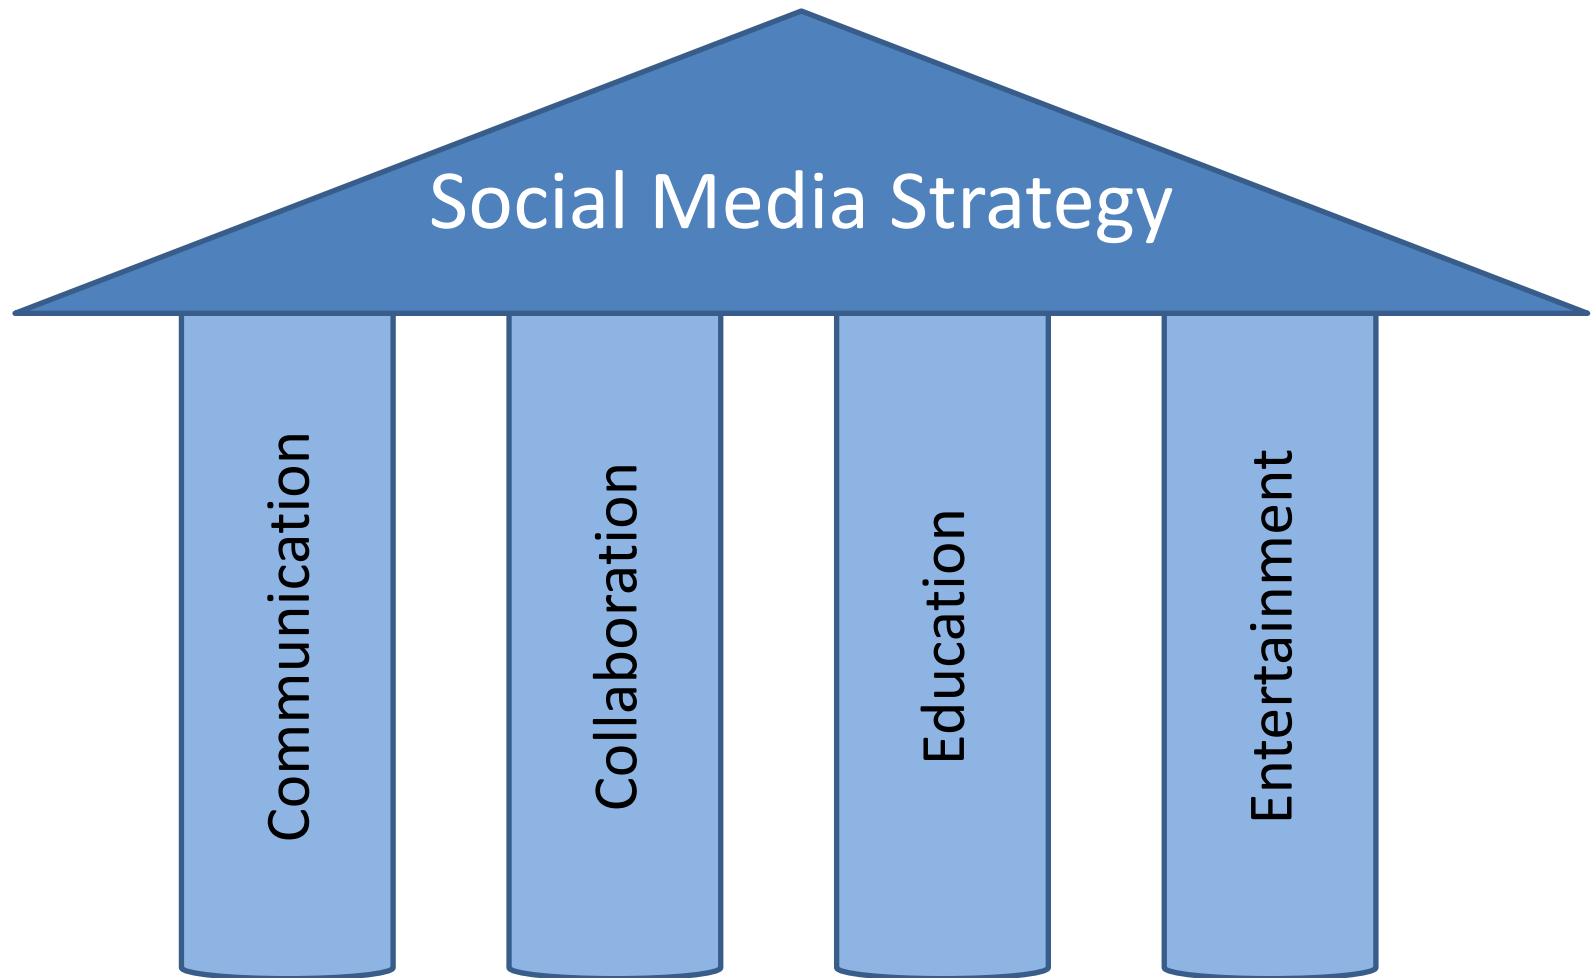 Social Media Strategy
Communication
Collaboration
Education
Entertainment